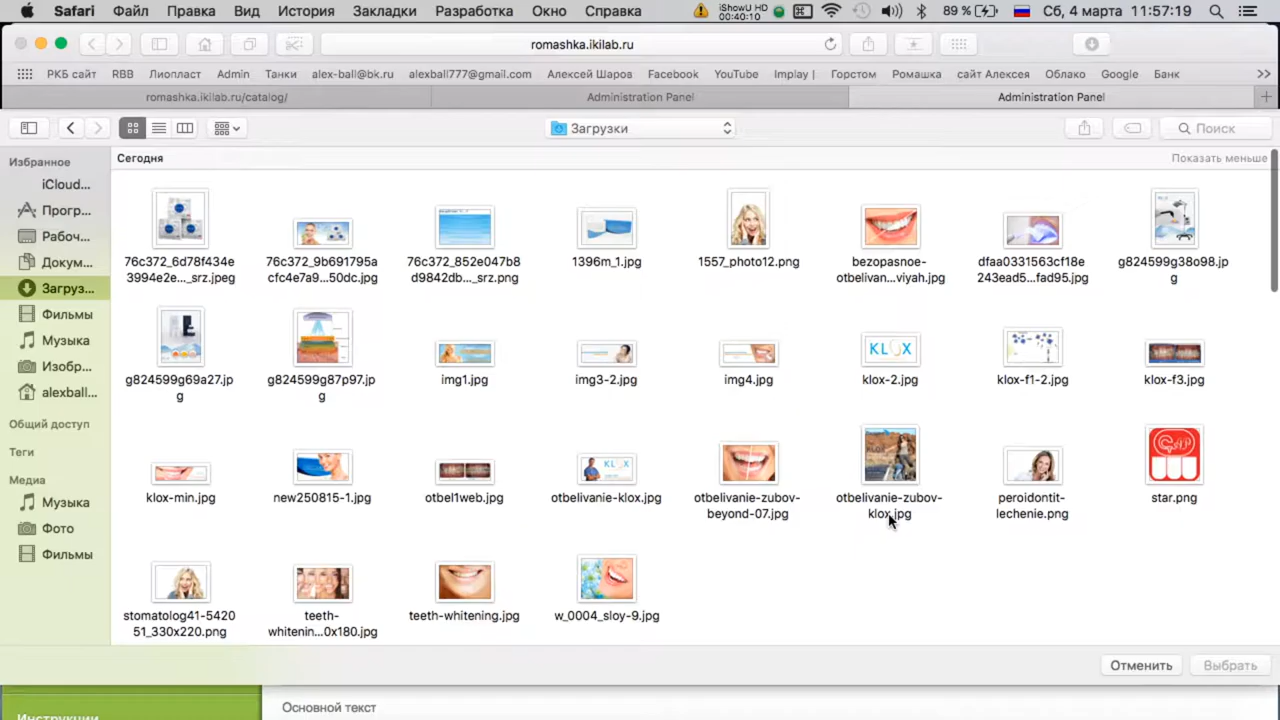 Safari Файл Правка Вид История Закладки Разработка Окно Справка iShowU HD 00:40:10 89 % Сб, 4 марта 11:57:19
romashka.ikilab.ru
РКБ сайт RBB Лиопласт Admin Танки alex-ball@bk.ru alexball777@gmail.com Алексей Шаров Facebook YouTube Implay | Горстом Ромашка сайт Алексея Облако Google Банк
romashka.ikilab.ru/catalog/ Administration Panel Administration Panel
Загрузки Поиск
Избранное
iCloud...
Прогр...
Рабоч...
Докум...
Загруз...
Фильмы
Музыка
Изобр...
alexball...
Общий доступ
Теги
Медиа
Музыка
Фото
Фильмы
Сегодня Показать меньше
76c372_6d78f434e 76c372_9b691795a 76c372_852e047b8 1396m_1.jpg 1557_photo12.png bezopasnoe- dfaa0331563cf18e g824599g38o98.jp
3994e2e..._srz.jpeg cfc4e7a9...50dc.jpg d9842db..._srz.png otbelivan...viyah.jpg 243ead5...fad95.jpg g
g824599g69a27.jp g824599g87p97.jp img1.jpg img3-2.jpg img4.jpg klox-2.jpg klox-f1-2.jpg klox-f3.jpg
g g
KLOX
klox-min.jpg new250815-1.jpg otbel1web.jpg otbelivanie-klox.jpg otbelivanie-zubov- otbelivanie-zubov- peroidontit- star.png
beyond-07.jpg klox.jpg lechenie.png
KLOX
stomatolog41-5420 teeth- teeth-whitening.jpg w_0004_sloy-9.jpg
51_330x220.png whitenin...0x180.jpg
Отменить Выбрать
Основной текст
Инструкции